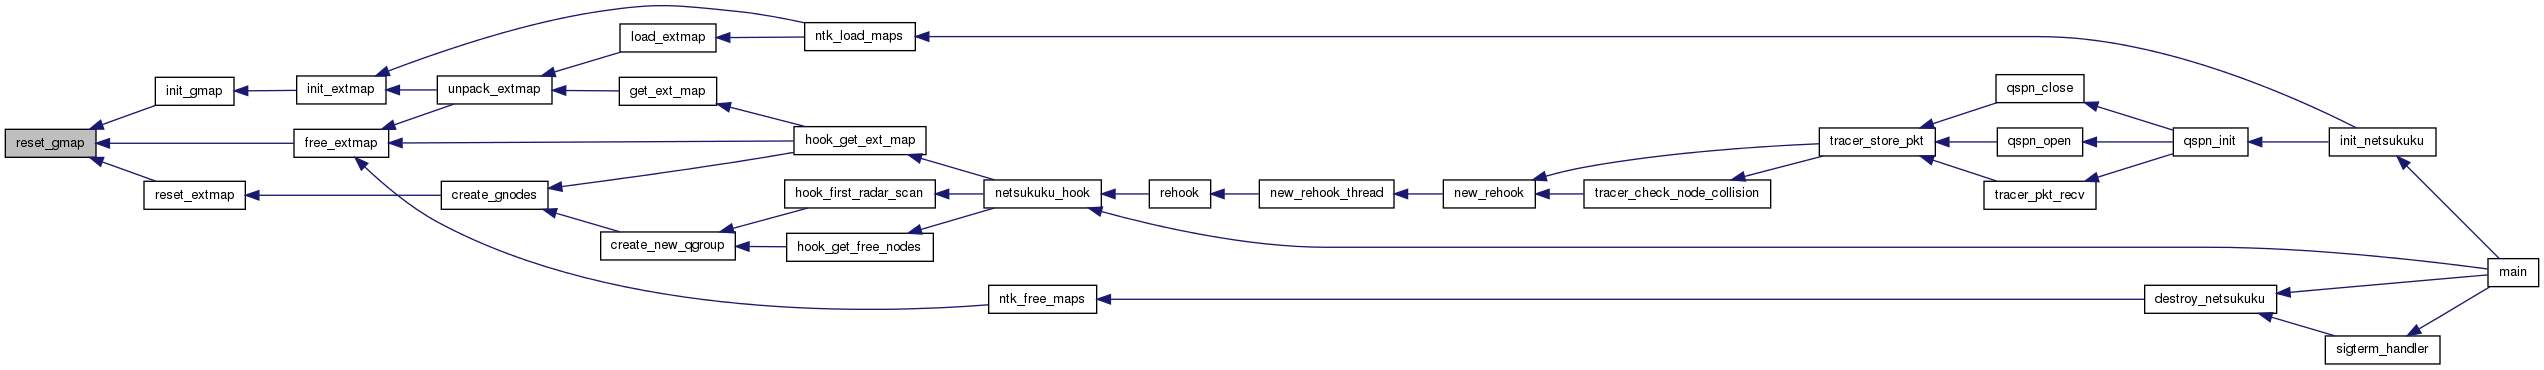 reset_gmap
init_gmap
free_extmap
reset_extmap
init_extmap
unpack_extmap
create_gnodes
load_extmap
get_ext_map
create_new_qgroup
ntk_load_maps
hook_get_ext_map
hook_first_radar_scan
hook_get_free_nodes
netsukuku_hook
ntk_free_maps
rehook
new_rehook_thread
new_rehook
tracer_check_node_collision
tracer_store_pkt
qspn_close
qspn_open
tracer_pkt_recv
qspn_init
destroy_netsukuku
init_netsukuku
sigterm_handler
main